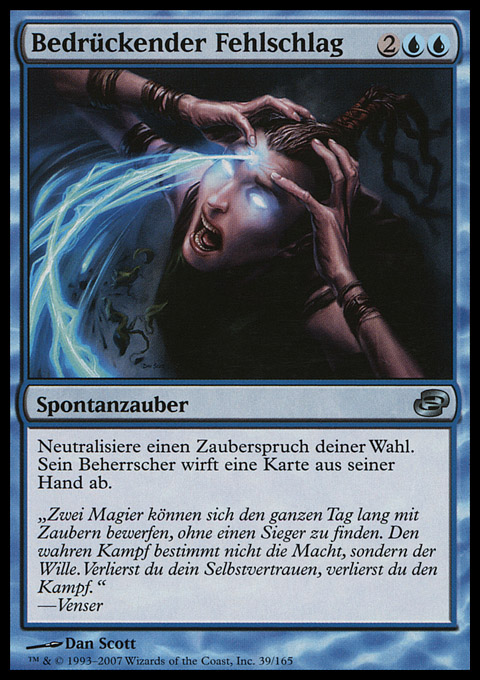 Bedrückender Fehlschlag 2
Spontanzauber
Neutralisiere einen Zauberspruch deiner Wahl.
Sein Beherrscher wirft eine Karte aus seiner
Hand ab.
„Zwei Magier können sich den ganzen Tag lang mit
Zaubern bewerfen, ohne einen Sieger zu finden. Den
wahren Kampf bestimmt nicht die Macht, sondern der
Wille. Verlierst du dein Selbstvertrauen, verlierst du den
Kampf.“
—Venser
Dan Scott
™ & © 1993–2007 Wizards of the Coast, Inc. 39/165